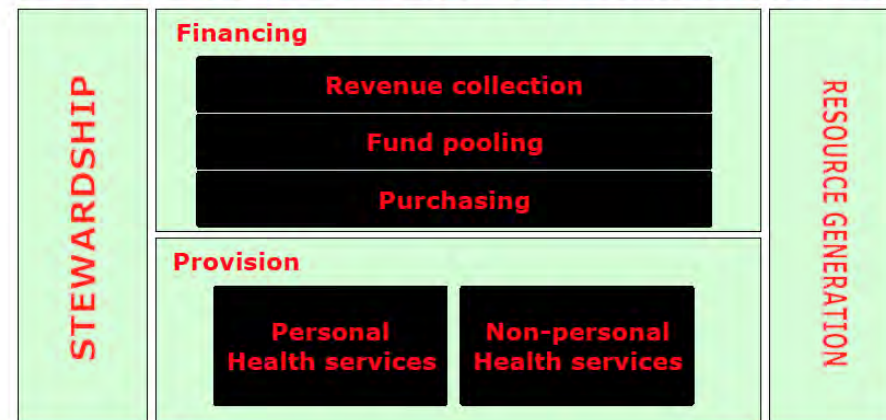 STEWARDSHIP
Financing
Revenue collection
Fund pooling
Purchasing
Provision
Personal
Health services
Non-personal
Health services
RESOURCE GENERATION